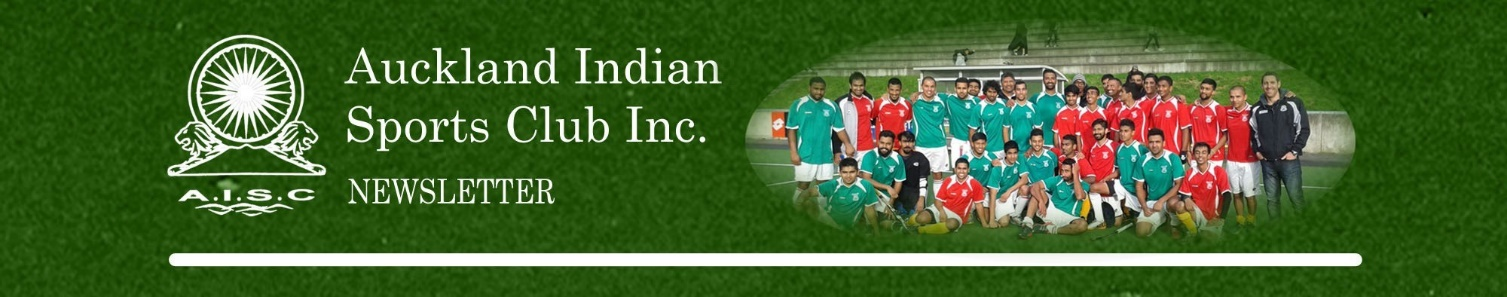 Auckland Indian
Sports Club Inc.
NEWSLETTER
A.I.S.C